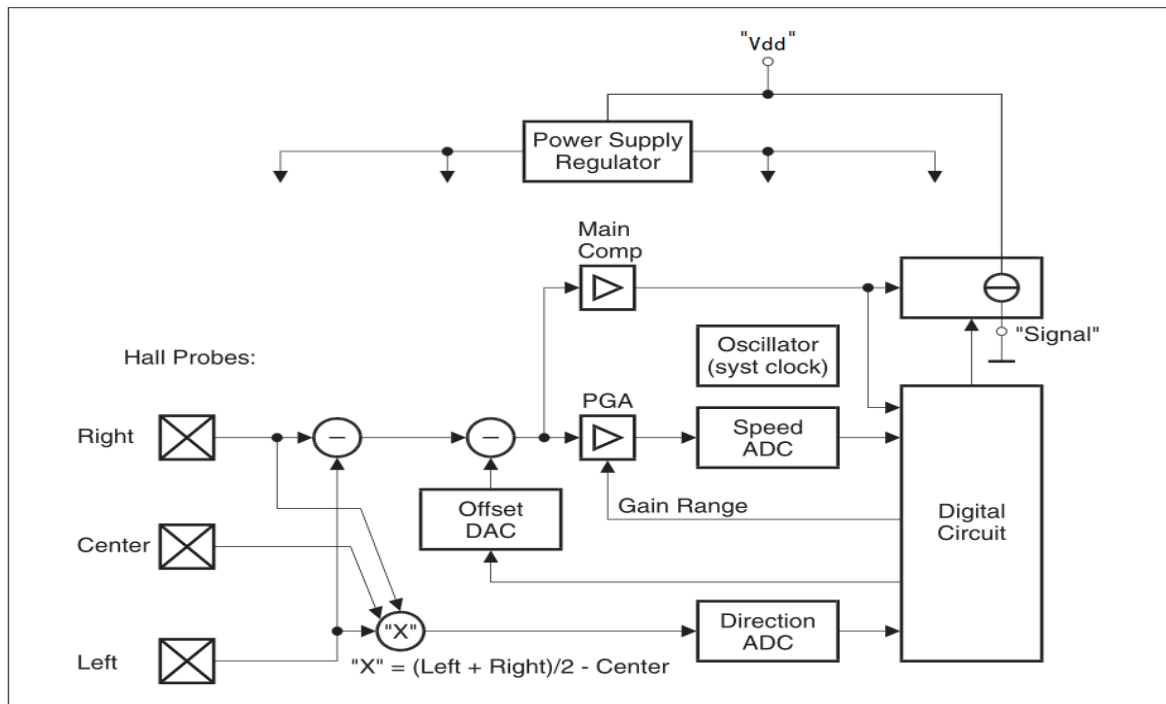 "Vdd"
Power Supply
Regulator
Main
Comp
"Signal"
Oscillator
(syst clock)
Hall Probes:
PGA
Right
Speed
ADC
Gain Range
Offset
DAC
Digital
Circuit
Center
Direction
ADC
"X"
Left
"X" = (Left + Right)/2 - Center